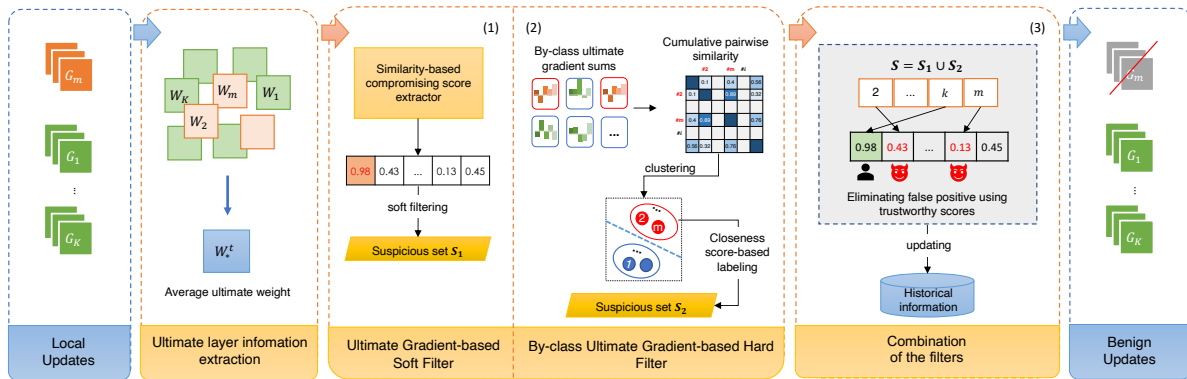 G_m
G_1
...
G_K
Local
Updates
W_K
W_m
W_1
W_2
W_*^t
Average ultimate weight
Ultimate layer infomation
extraction
(1)
Similarity-based
compromising score
extractor
0.98 0.43 ... 0.13 0.45
soft filtering
Suspicious set S_1
Ultimate Gradient-based
Soft Filter
(2)
By-class ultimate
gradient sums
...
Cumulative pairwise
similarity
#2 #m #i
0.1 0.4 0.56
#2 0.1 0.89 0.32
#m 0.4 0.89 0.76
#i
0.56 0.32 0.76
clustering
...
2 m
...
1
Closeness
score-based
labeling
Suspicious set S_2
By-class Ultimate Gradient-based Hard
Filter
(3)
S = S_1 ∪ S_2
2 ... k m
0.98 0.43 ... 0.13 0.45
Eliminating false positive using
trustworthy scores
updating
Historical
information
Combination
of the filters
G_m
G_1
...
G_K
Benign
Updates